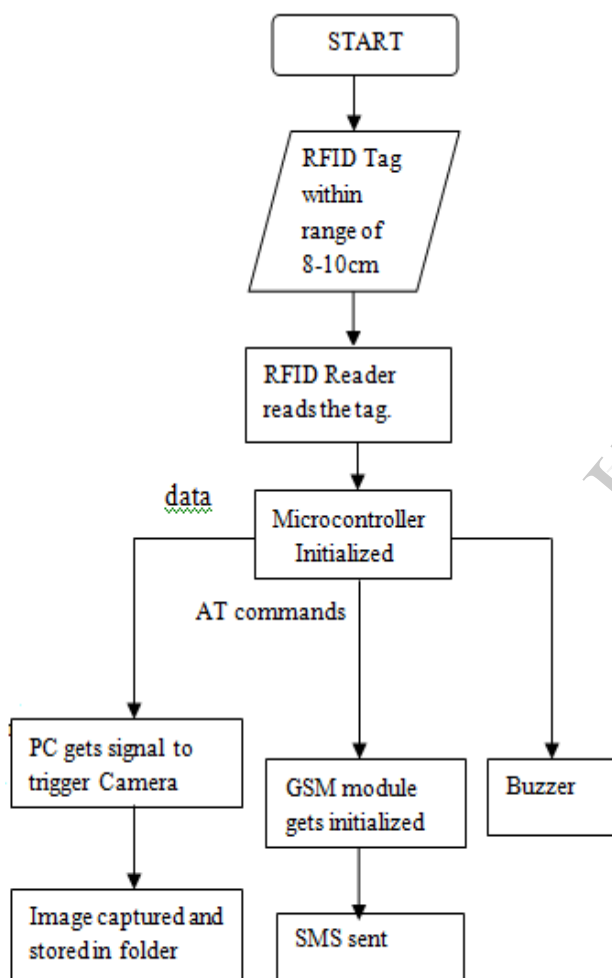 START
RFID Tag
within
range of
8-10cm
RFID Reader
reads the tag.
data
Microcontroller
Initialized
AT commands
PC gets signal to
trigger Camera
GSM module
gets initialized
Buzzer
Image captured and
stored in folder
SMS sent